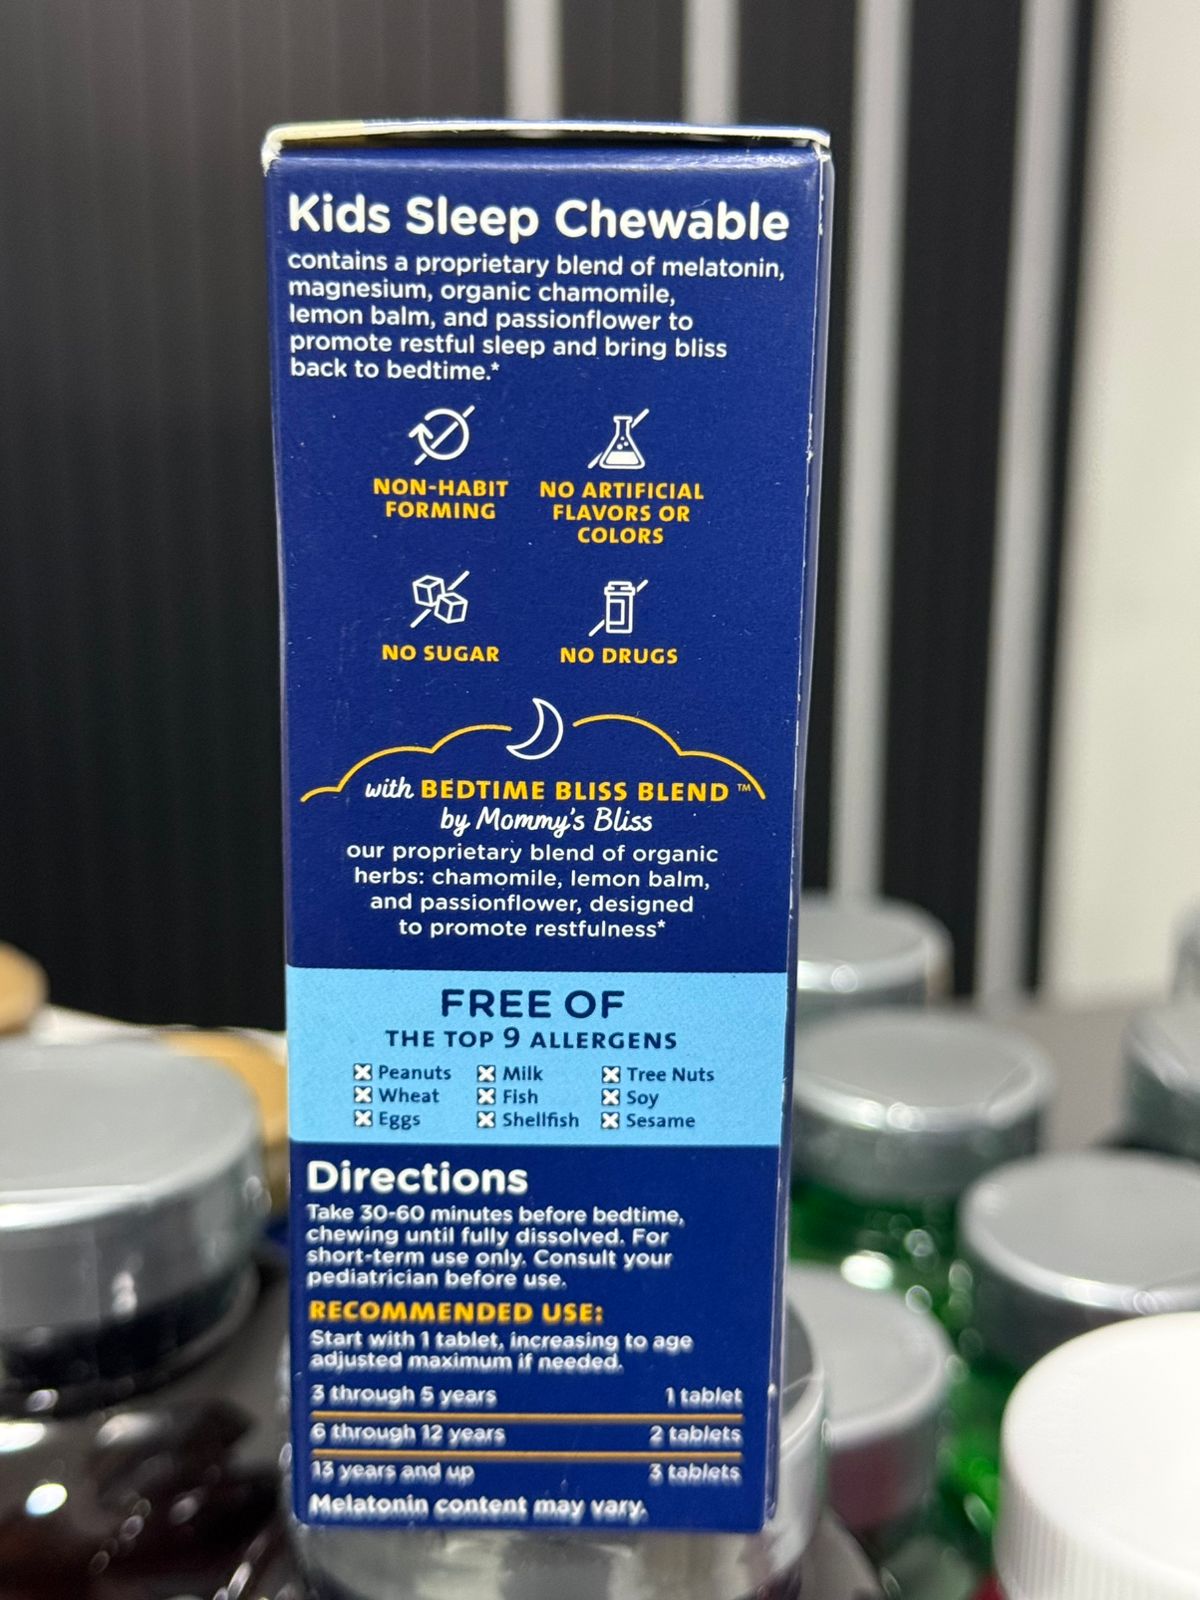 Kids Sleep Chewable
contains a proprietary blend of melatonin,
magnesium, organic chamomile,
lemon balm, and passionflower to
promote restful sleep and bring bliss
back to bedtime.*
NON-HABIT
FORMING
NO ARTIFICIAL
FLAVORS OR
COLORS
NO SUGAR
NO DRUGS
with BEDTIME BLISS BLEND™
by Mommy's Bliss
our proprietary blend of organic
herbs: chamomile, lemon balm,
and passionflower, designed
to promote restfulness*
FREE OF
THE TOP 9 ALLERGENS
Peanuts Milk Tree Nuts
Wheat Fish Soy
Eggs Shellfish Sesame
Directions
Take 30-60 minutes before bedtime,
chewing until fully dissolved. For
short-term use only. Consult your
pediatrician before use.
RECOMMENDED USE:
Start with 1 tablet, increasing to age
adjusted maximum if needed.
3 through 5 years 1 tablet
6 through 12 years 2 tablets
13 years and up 3 tablets
Melatonin content may vary.